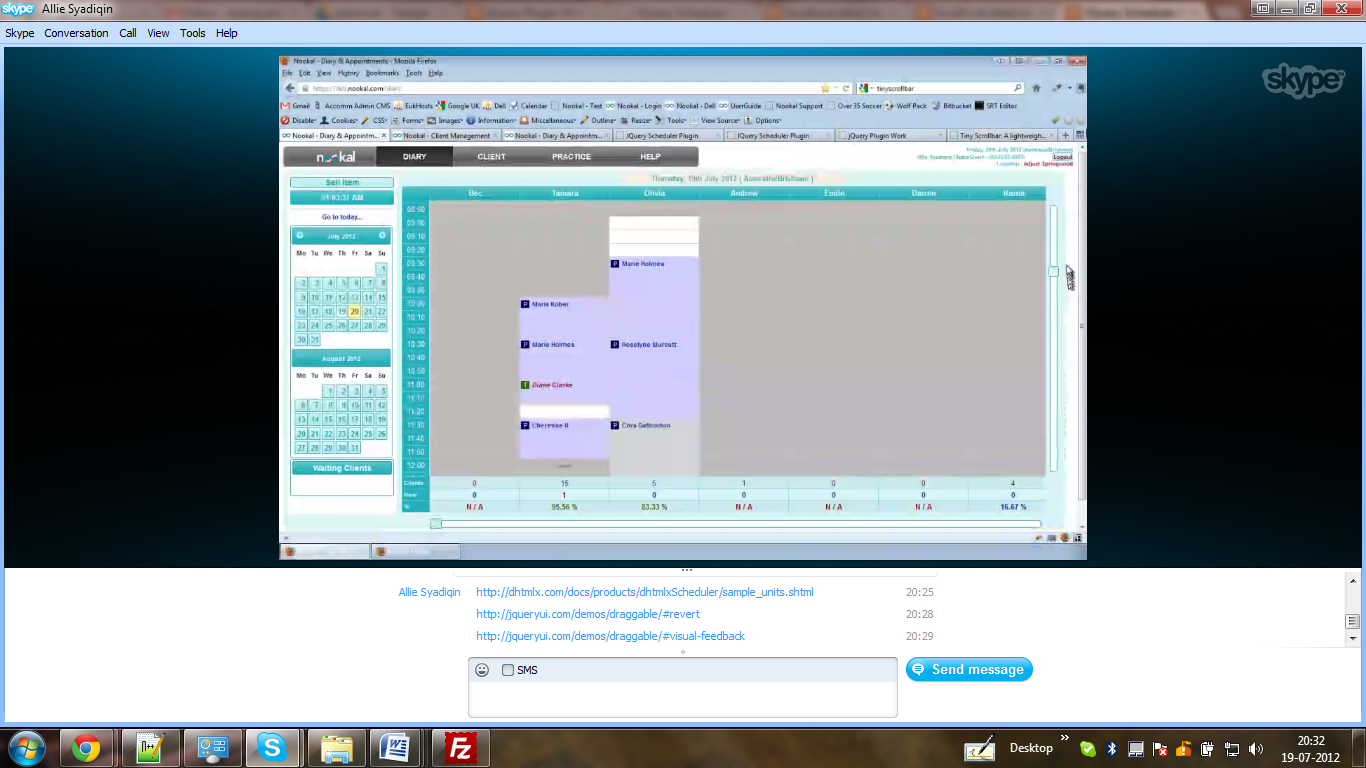 Allie Syadiqin
Skype Conversation Call View Tools Help
skype
Nookal - Diary & Appointments - Mozilla Firefox
File Edit View History Bookmarks Tools Help
tinyscrollbar
Gmail Accomm Admin CMS EukHosts Google UK Dell Calendar Nookal - Test Nookal - Login Nookal - Dell UserGuide Nookal Support Over 35 Soccer Wolf Pack Bitbucket SRT Editor
Disable Cookies CSS Forms Images Information Miscellaneous Outline Resize Tools View Source Options
Nookal - Diary & Appointm... Nookal - Client Management Nookal - Diary & Appointm... JQuery Scheduler Plugin JQuery Scheduler Plugin jQuery Plugin Work Tiny Scrollbar: A lightweigh...
nookal DIARY CLIENT PRACTICE HELP
Logout
Sell Item
01:03:37 AM
Go to today...
Thursday, 19th July 2012 ( Australia/Brisbane )
Bec Tamara Olivia Andrew Emile Darren Karen
July 2012
Mo Tu We Th Fr Sa Su
1
2 3 4 5 6 7 8
9 10 11 12 13 14 15
16 17 18 19 20 21 22
23 24 25 26 27 28 29
30 31
August 2012
Mo Tu We Th Fr Sa Su
1 2 3 4 5
6 7 8 9 10 11 12
13 14 15 16 17 18 19
20 21 22 23 24 25 26
27 28 29 30 31
Waiting Clients
08:50
09:00
09:10
09:20
09:30 P Marie Holmes
09:40
09:50
10:00 P Maria Kober
10:10
10:20
10:30 P Marie Holmes P Roselyne Murcott
10:40
10:50
11:00 T Diane Clarke
11:10
11:20
11:30 P Cheresse H P Cora
11:40
11:50
12:00 Lunch
Clients 0 15 5 1 0 0 4
New 0 1 0 0 0 0 0
% N / A 95.56 % 83.33 % N / A N / A N / A 16.67 %
Allie Syadiqin http://dhtmlx.com/docs/products/dhtmlxScheduler/sample_units.shtml 20:25
http://jqueryui.com/demos/draggable/#revert 20:28
http://jqueryui.com/demos/draggable/#visual-feedback 20:29
SMS
Send message
Desktop
20:32
19-07-2012